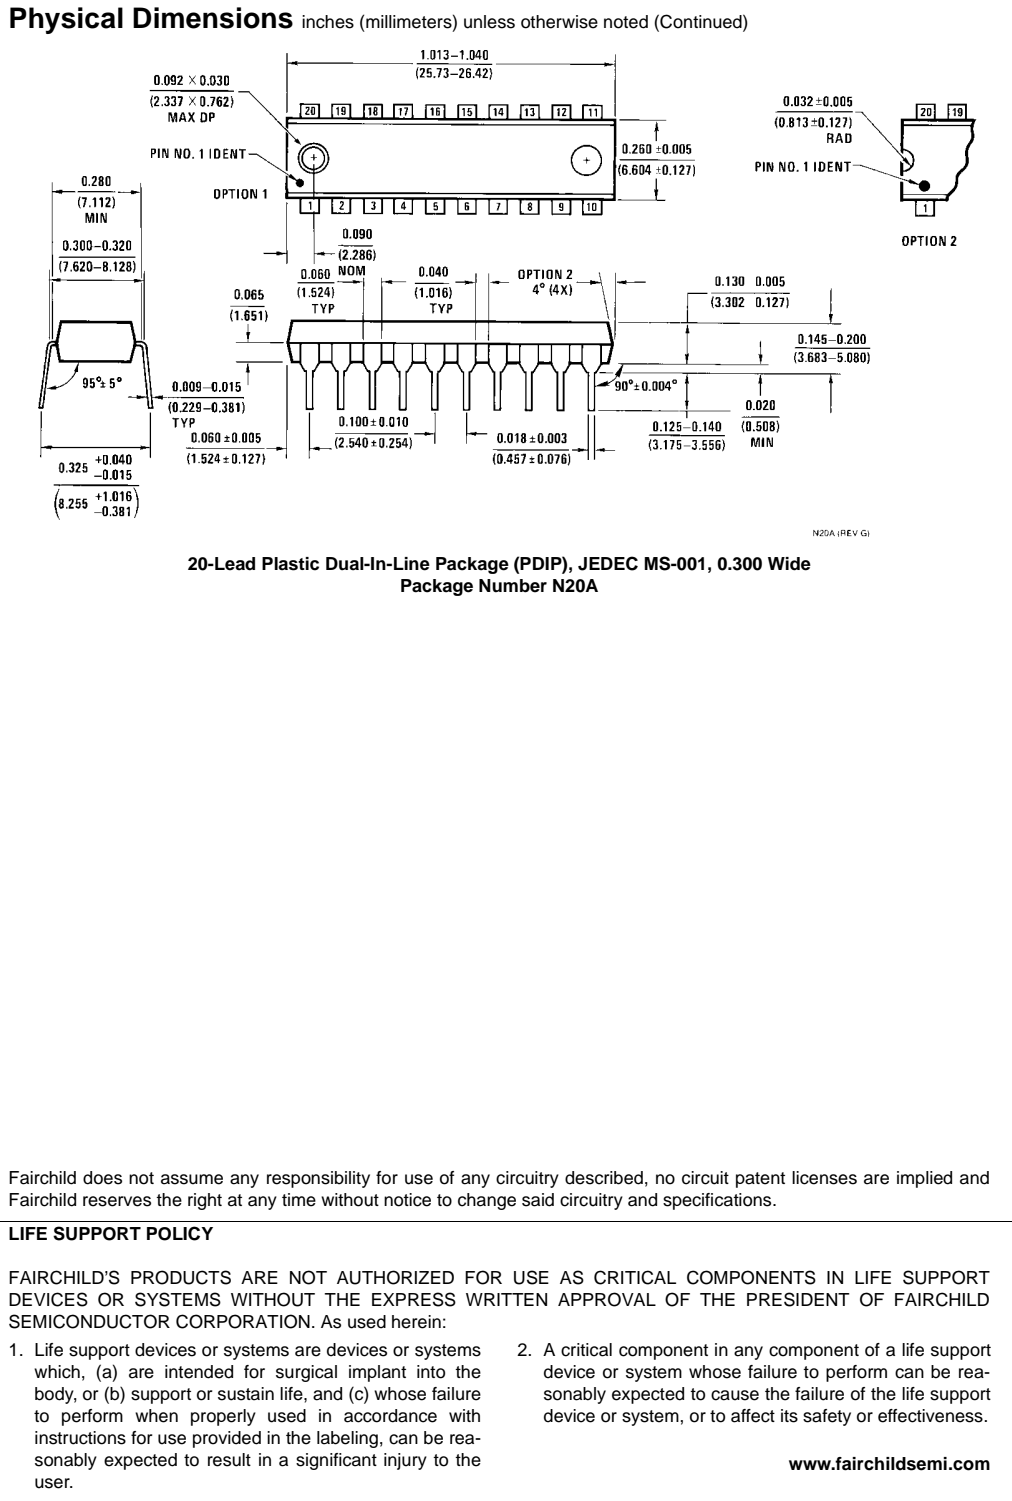 Physical Dimensions inches (millimeters) unless otherwise noted (Continued)
1.013–1.040
(25.73–26.42)
0.092 × 0.030
(2.337 × 0.762)
MAX DP
20 19 18 17 16 15 14 13 12 11
PIN NO. 1 IDENT
OPTION 1
1 2 3 4 5 6 7 8 9 10
0.260 ±0.005
(6.604 ±0.127)
0.032 ±0.005
(0.813 ±0.127)
RAD
PIN NO. 1 IDENT
20 19
1
OPTION 2
0.280
(7.112)
MIN
0.300–0.320
(7.620–8.128)
0.090
(2.286)
NOM
0.060
(1.524)
TYP
0.040
(1.016)
TYP
OPTION 2
4° (4X)
0.065
(1.651)
0.130 0.005
(3.302 0.127)
0.145–0.200
(3.683–5.080)
95° ± 5°
0.009–0.015
(0.229–0.381)
TYP
90° ± 0.004°
0.020
(0.508)
MIN
0.125–0.140
(3.175–3.556)
0.100 ± 0.010
(2.540 ± 0.254)
0.018 ± 0.003
(0.457 ± 0.076)
0.060 ±0.005
(1.524 ±0.127)
0.325 +0.040
–0.015
(8.255 +1.016
–0.381)
N20A (REV G)
20-Lead Plastic Dual-In-Line Package (PDIP), JEDEC MS-001, 0.300 Wide
Package Number N20A
Fairchild does not assume any responsibility for use of any circuitry described, no circuit patent licenses are implied and
Fairchild reserves the right at any time without notice to change said circuitry and specifications.
LIFE SUPPORT POLICY
FAIRCHILD'S PRODUCTS ARE NOT AUTHORIZED FOR USE AS CRITICAL COMPONENTS IN LIFE SUPPORT
DEVICES OR SYSTEMS WITHOUT THE EXPRESS WRITTEN APPROVAL OF THE PRESIDENT OF FAIRCHILD
SEMICONDUCTOR CORPORATION. As used herein:
1. Life support devices or systems are devices or systems
which, (a) are intended for surgical implant into the
body, or (b) support or sustain life, and (c) whose failure
to perform when properly used in accordance with
instructions for use provided in the labeling, can be rea-
sonably expected to result in a significant injury to the
user.
2. A critical component in any component of a life support
device or system whose failure to perform can be rea-
sonably expected to cause the failure of the life support
device or system, or to affect its safety or effectiveness.
www.fairchildsemi.com